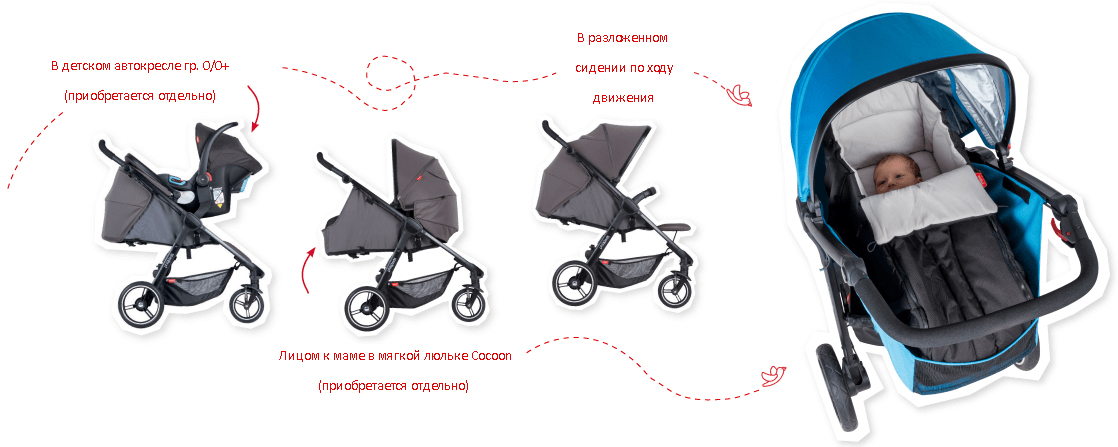 В детском автокресле гр. 0/0+
(приобретается отдельно)
В разложенном
сидении по ходу
движения
Лицом к маме в мягкой люльке Cocoon
(приобретается отдельно)